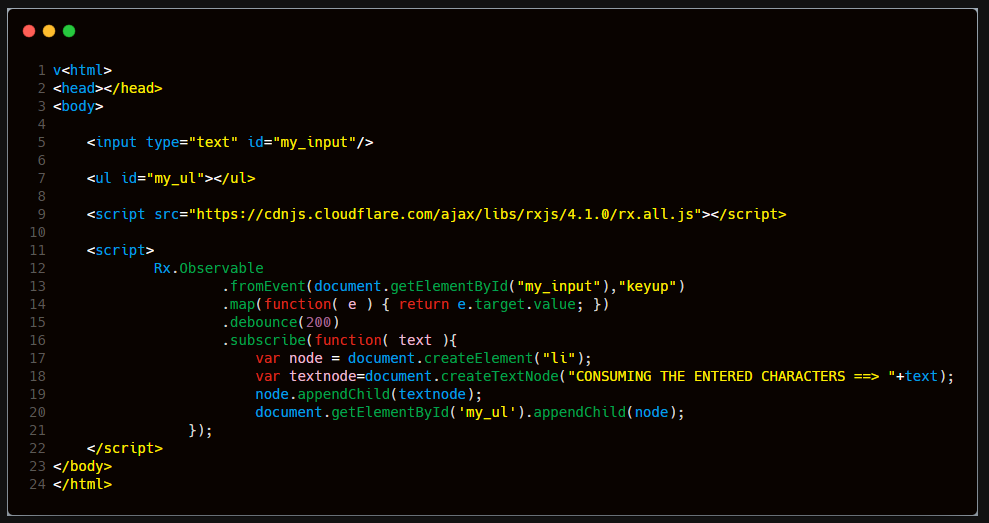 1 v<html>
2 <head></head>
3 <body>
4
5     <input type="text" id="my_input"/>
6
7     <ul id="my_ul"></ul>
8
9     <script src="https://cdnjs.cloudflare.com/ajax/libs/rxjs/4.1.0/rx.all.js"></script>
10
11     <script>
12             Rx.Observable
13                     .fromEvent(document.getElementById("my_input"),"keyup")
14                     .map(function( e ) { return e.target.value; })
15                     .debounce(200)
16                     .subscribe(function( text ){
17                         var node = document.createElement("li");
18                         var textnode=document.createTextNode("CONSUMING THE ENTERED CHARACTERS ==> "+text);
19                         node.appendChild(textnode);
20                         document.getElementById('my_ul').appendChild(node);
21                 });
22     </script>
23 </body>
24 </html>